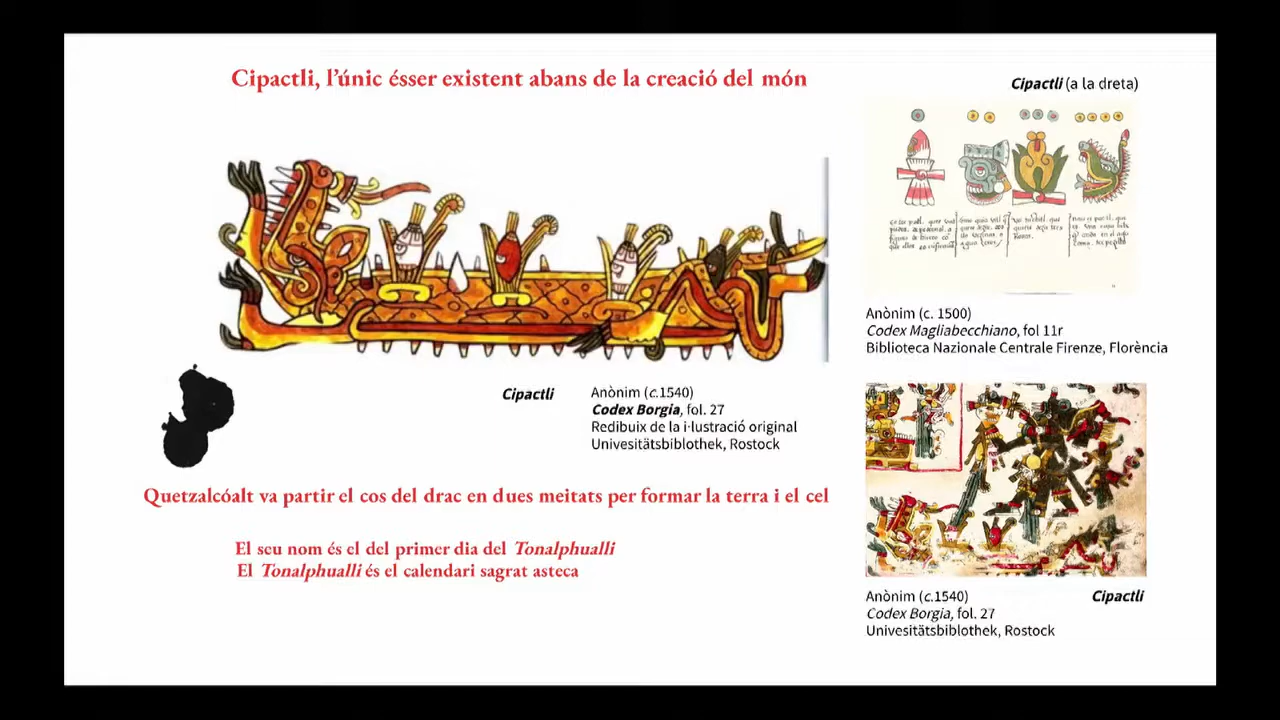 Cipactli, l'únic ésser existent abans de la creació del món
Cipactli (a la dreta)
Anònim (c. 1500)
Codex Magliabecchiano, fol 11r
Biblioteca Nazionale Centrale Firenze, Florència
Cipactli
Anònim (c.1540)
Codex Borgia, fol. 27
Redibuix de la i·lustració original
Univesitätsbiblothek, Rostock
Quetzalcóalt va partir el cos del drac en dues meitats per formar la terra i el cel
El seu nom és el del primer dia del Tonalphualli
El Tonalphualli és el calendari sagrat asteca
Anònim (c.1540)
Cipactli
Codex Borgia, fol. 27
Univesitätsbiblothek, Rostock